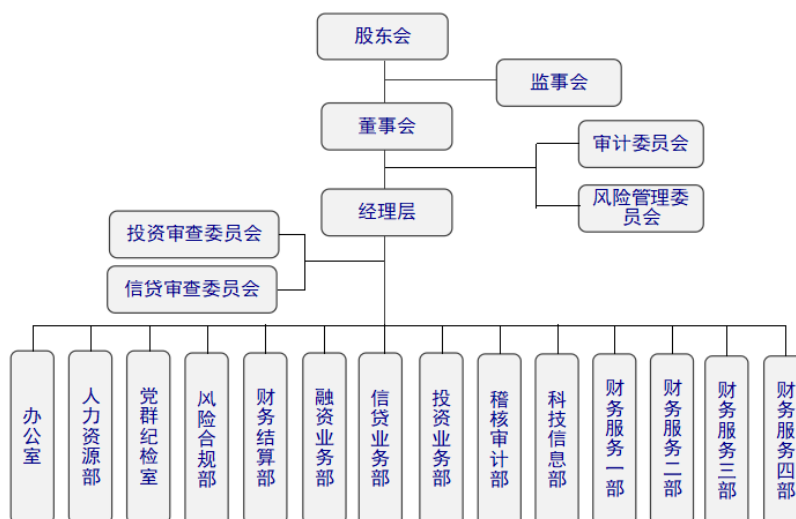 股东会
监事会
董事会
审计委员会
风险管理委
员会
经理层
投资审查委员会
信贷审查委员会
办公室
人力资源部
党群纪检室
风险合规部
财务结算部
融资业务部
信贷业务部
投资业务部
稽核审计部
科技信息部
财务服务一部
财务服务二部
财务服务三部
财务服务四部